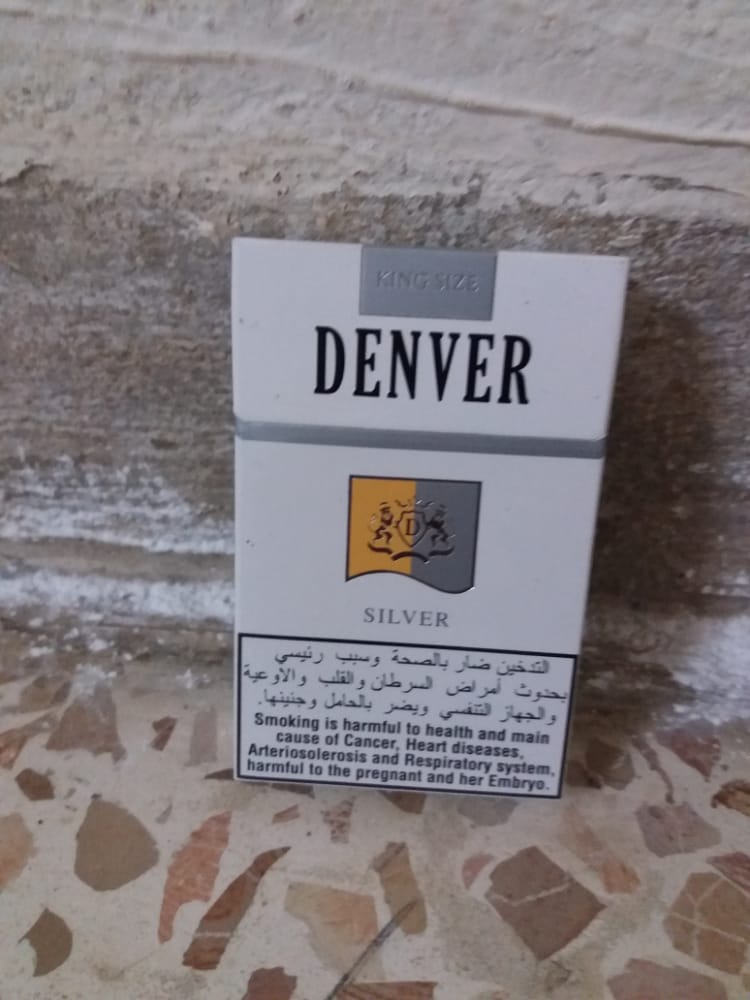 KING SIZE
DENVER
D
SILVER
التدخين ضار بالصحة وسبب رئيسي
بحدوث أمراض السرطان والقلب والأوعية
والجهاز التنفسي ويضر بالحامل وجنينها.
Smoking is harmful to health and main
cause of Cancer, Heart diseases,
Arteriosolerosis and Respiratory system,
harmful to the pregnant and her Embryo.